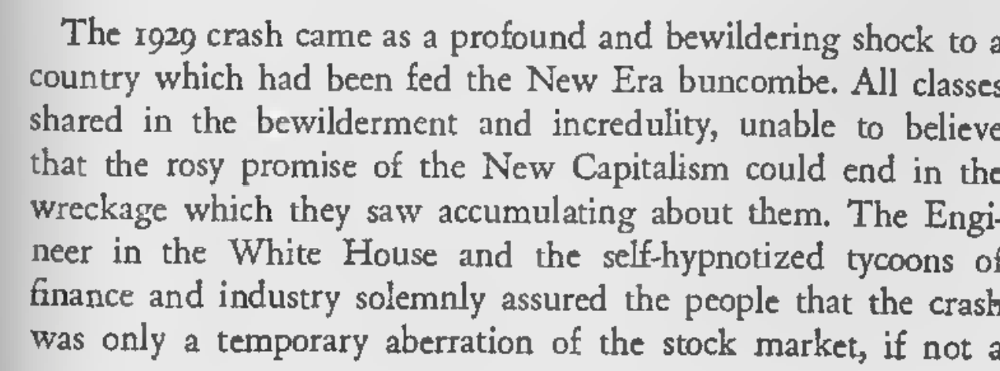 The 1929 crash came as a profound and bewildering shock to a
country which had been fed the New Era buncombe. All classes
shared in the bewilderment and incredulity, unable to believe
that the rosy promise of the New Capitalism could end in the
wreckage which they saw accumulating about them. The Engi-
neer in the White House and the self-hypnotized tycoons of
finance and industry solemnly assured the people that the crash
was only a temporary aberration of the stock market, if not a